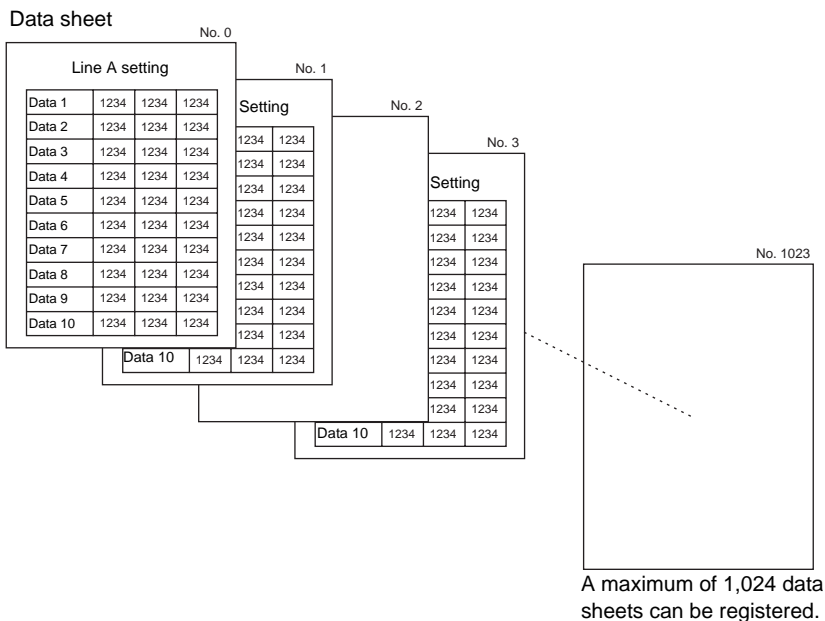 Data sheet
No. 0
Line A setting
Data 1 1234 1234 1234
Data 2 1234 1234 1234
Data 3 1234 1234 1234
Data 4 1234 1234 1234
Data 5 1234 1234 1234
Data 6 1234 1234 1234
Data 7 1234 1234 1234
Data 8 1234 1234 1234
Data 9 1234 1234 1234
Data 10 1234 1234 1234
No. 1
Setting
1234 1234
1234 1234
1234 1234
1234 1234
1234 1234
1234 1234
1234 1234
1234 1234
1234 1234
Data 10 1234 1234 1234
No. 2
No. 3
Setting
1234 1234
1234 1234
1234 1234
1234 1234
1234 1234
1234 1234
1234 1234
1234 1234
1234 1234
Data 10 1234 1234 1234
No. 1023
A maximum of 1,024 data
sheets can be registered.